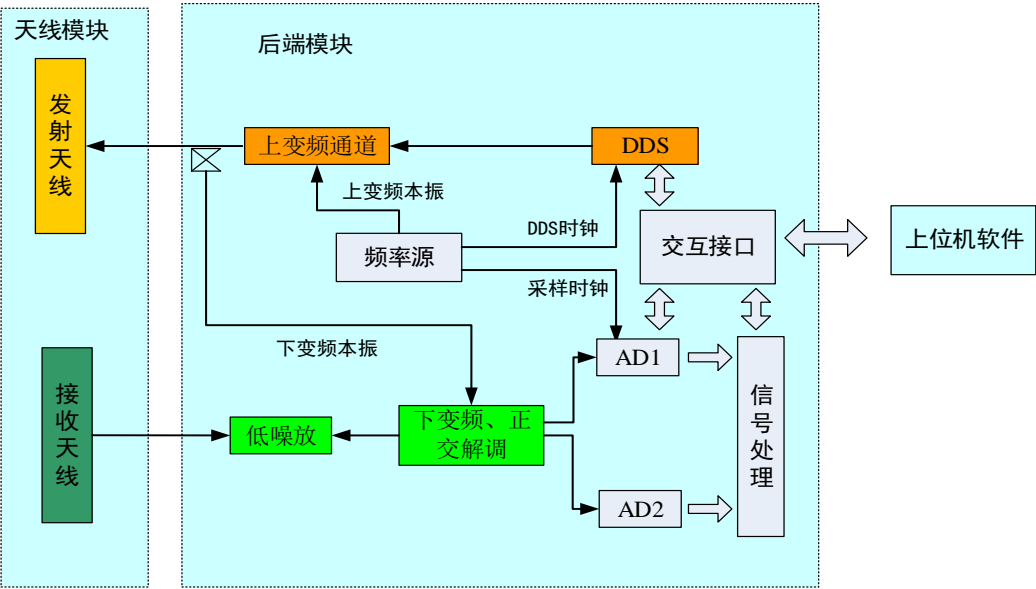 天线模块
后端模块
发
射
天
线
上变频通道
DDS
上变频本振
DDS时钟
频率源
交互接口
上位机软件
采样时钟
下变频本振
AD1
接
收
天
线
低噪放
下变频、正
交解调
信
号
处
理
AD2